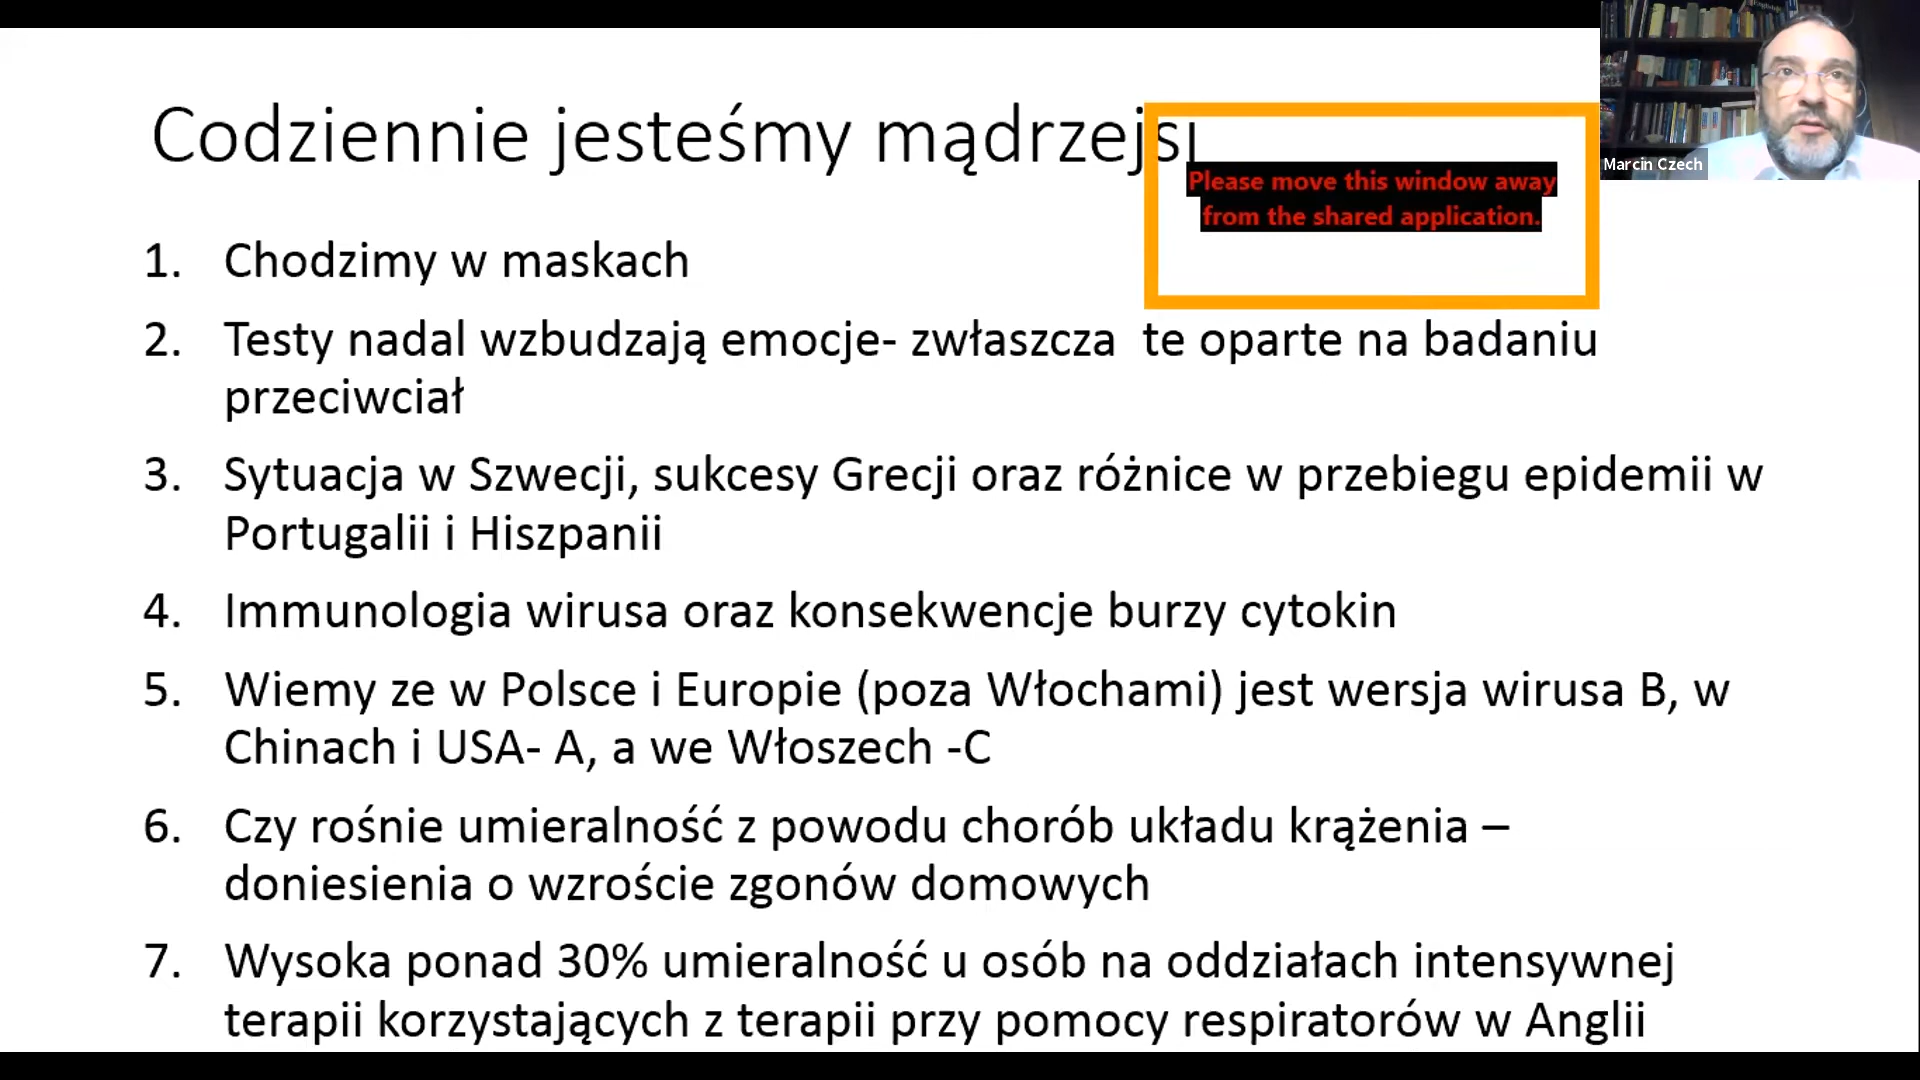 Codziennie jesteśmy mądrzejsi
Please move this window away
from the shared application.
Marcin Czech
1. Chodzimy w maskach
2. Testy nadal wzbudzają emocje- zwłaszcza te oparte na badaniu
przeciwciał
3. Sytuacja w Szwecji, sukcesy Grecji oraz różnice w przebiegu epidemii w
Portugalii i Hiszpanii
4. Immunologia wirusa oraz konsekwencje burzy cytokin
5. Wiemy ze w Polsce i Europie (poza Włochami) jest wersja wirusa B, w
Chinach i USA- A, a we Włoszech -C
6. Czy rośnie umieralność z powodu chorób układu krążenia –
doniesienia o wzroście zgonów domowych
7. Wysoka ponad 30% umieralność u osób na oddziałach intensywnej
terapii korzystających z terapii przy pomocy respiratorów w Anglii